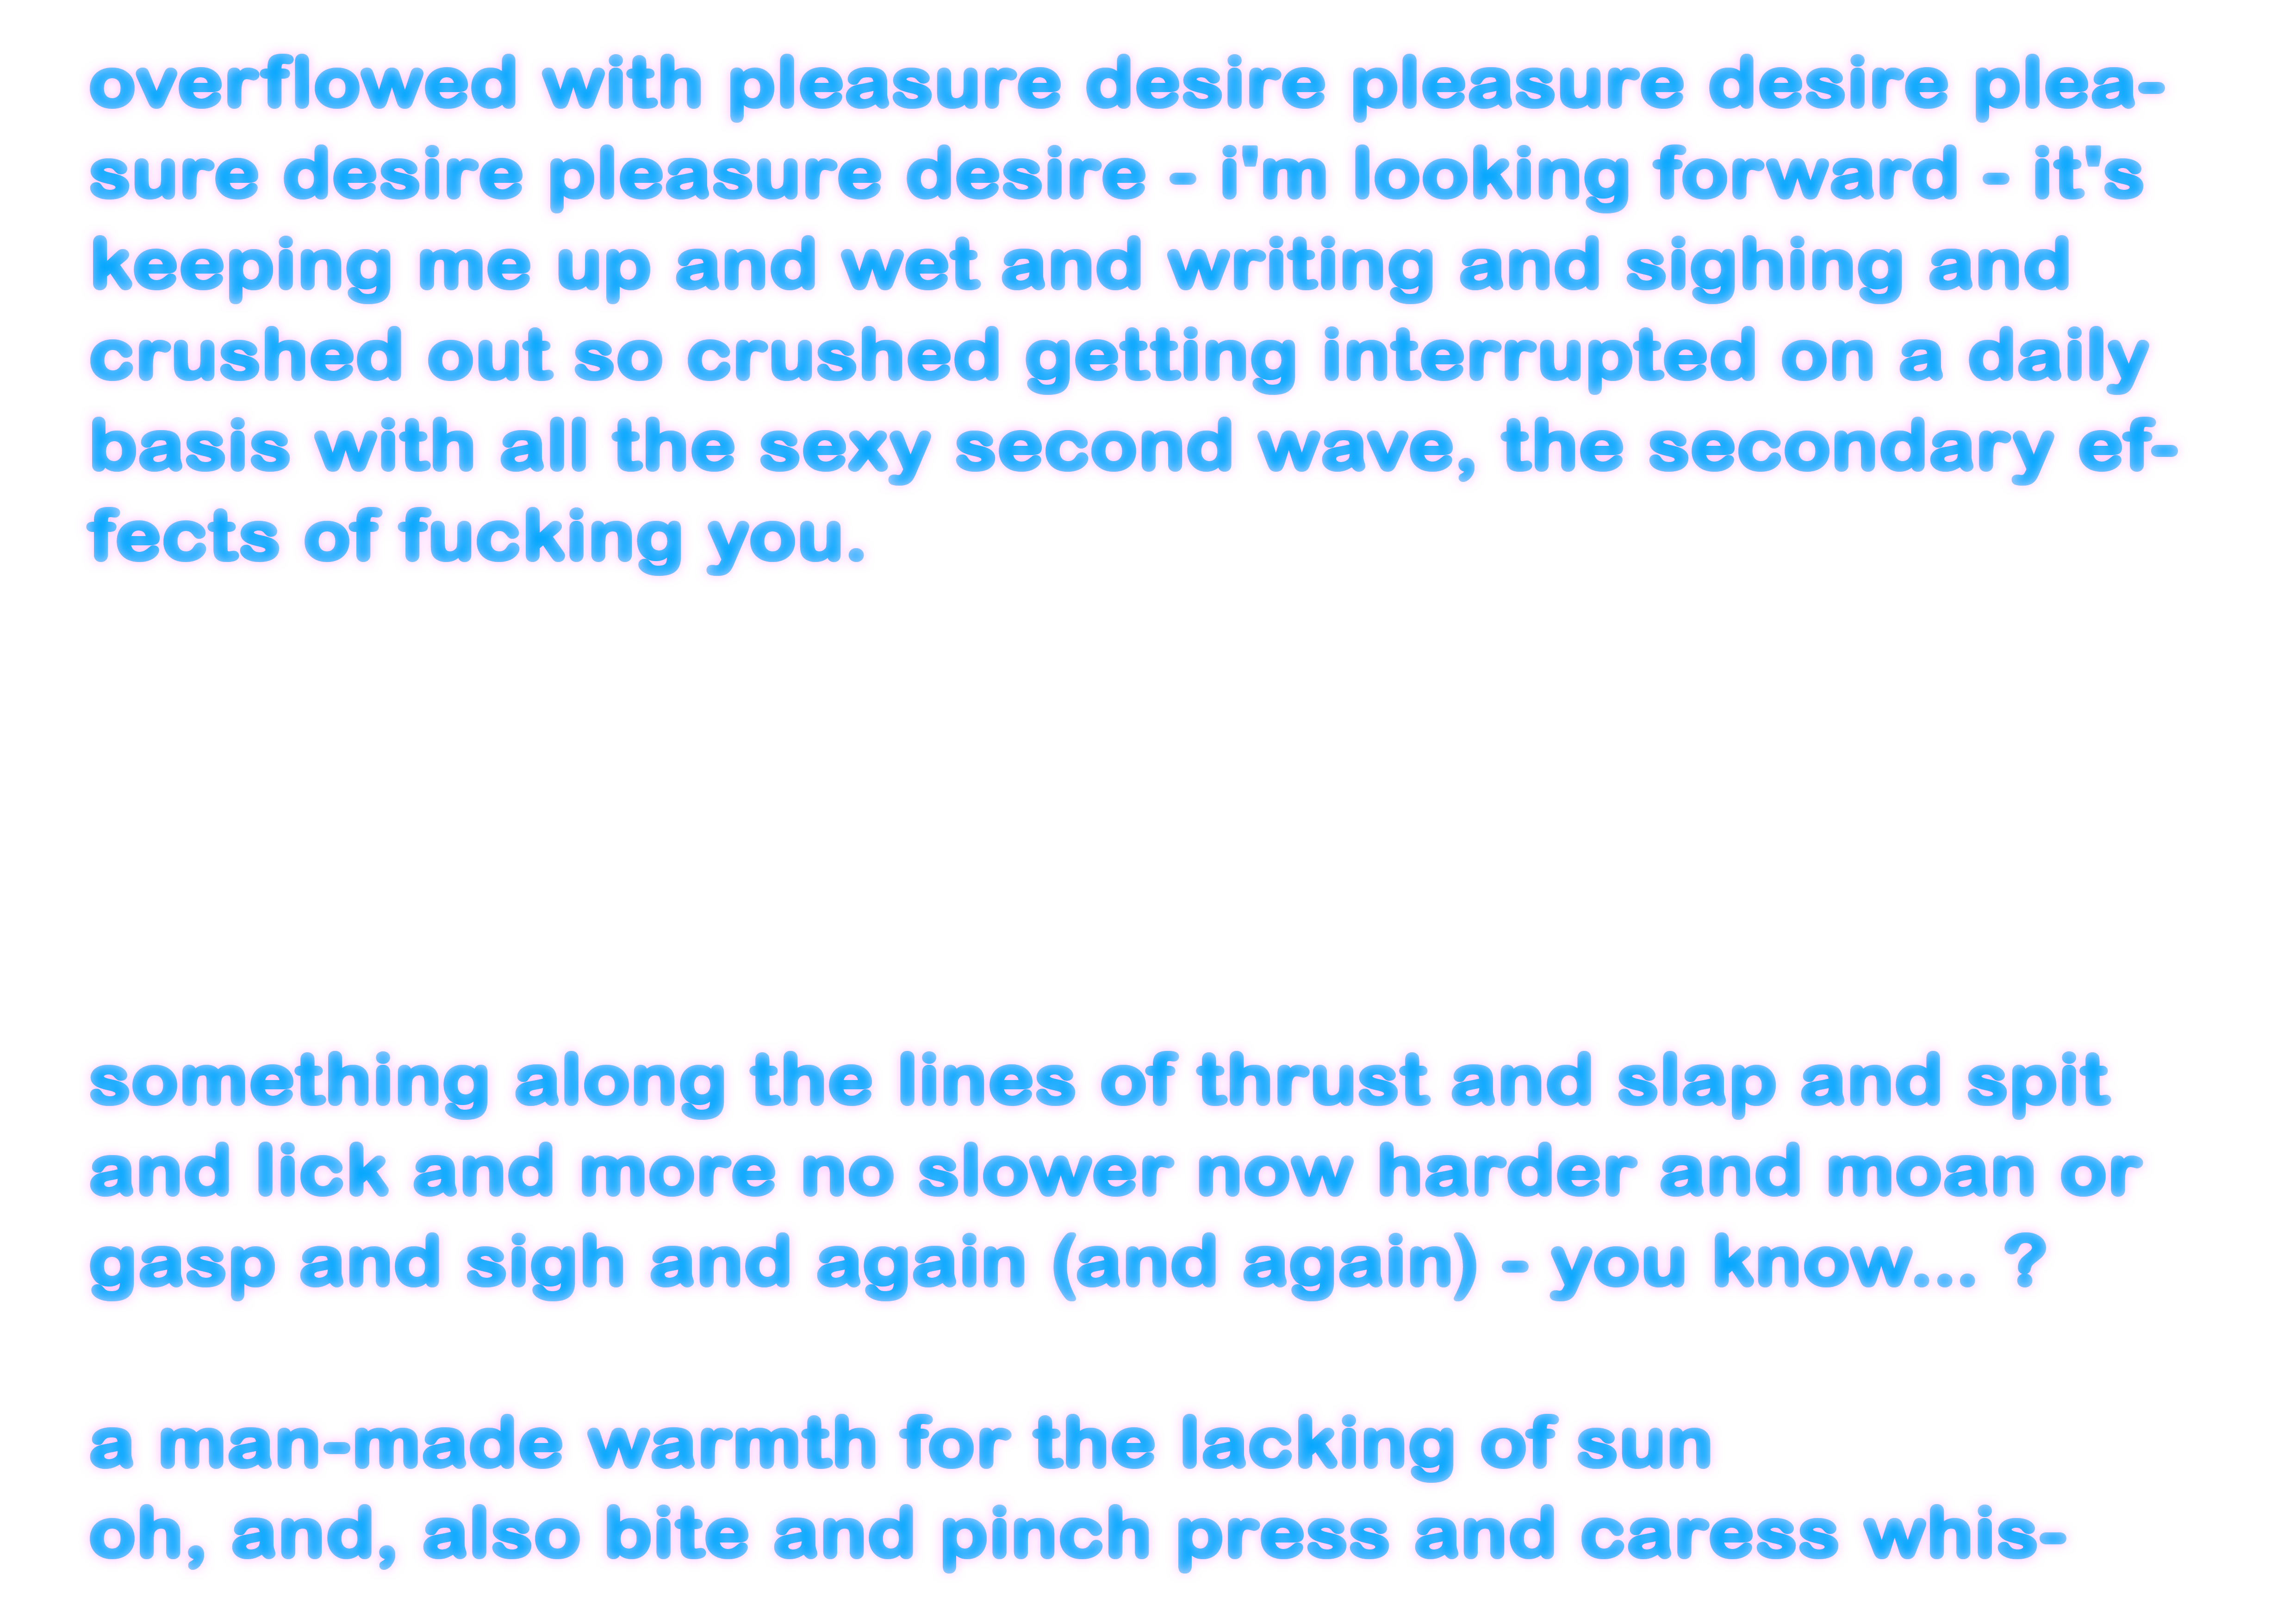 overflowed with pleasure desire pleasure desire plea-
sure desire pleasure desire - i'm looking forward - it's
keeping me up and wet and writing and sighing and
crushed out so crushed getting interrupted on a daily
basis with all the sexy second wave, the secondary ef-
fects of fucking you.
something along the lines of thrust and slap and spit
and lick and more no slower now harder and moan or
gasp and sigh and again (and again) - you know... ?
a man-made warmth for the lacking of sun
oh, and, also bite and pinch press and caress whis-